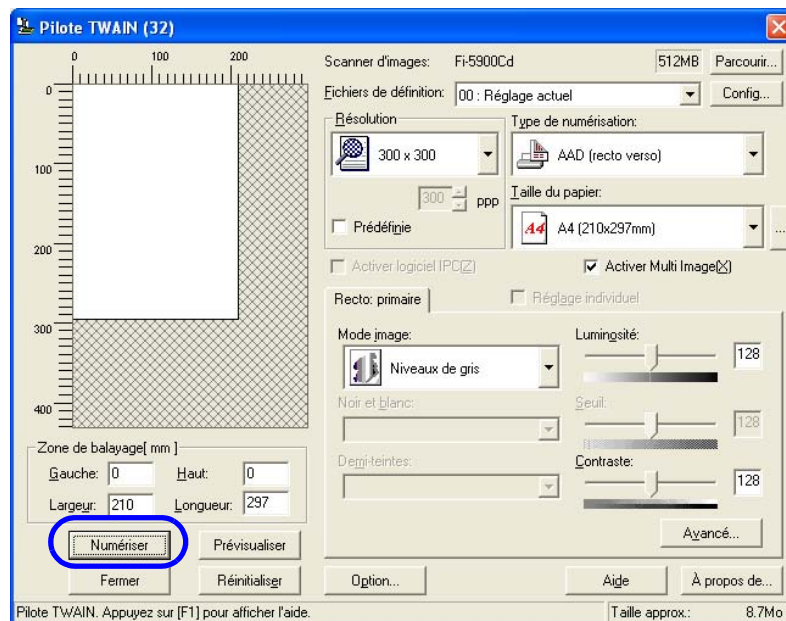 Pilote TWAIN (32)
0 100 200
0
100
200
300
400
Scanner d'images: Fi-5900Cd 512MB Parcourir...
Fichiers de définition: 00 : Réglage actuel Config...
Résolution
300 x 300
300 ppp
Prédéfinie
Type de numérisation:
AAD (recto verso)
Taille du papier:
A4 A4 (210x297mm) ...
Activer logiciel IPC(Z) Activer Multi Image(X)
Recto: primaire Réglage individuel
Mode image:
Niveaux de gris
Noir et blanc:
Demi-teintes:
Luminosité:
128
Seuil:
128
Contraste:
128
Avancé...
Zone de balayage[ mm ]
Gauche: 0 Haut: 0
Largeur: 210 Longueur: 297
Numériser Prévisualiser
Fermer Réinitialiser Option... Aide À propos de...
Pilote TWAIN. Appuyez sur [F1] pour afficher l'aide. Taille approx.: 8.7Mo